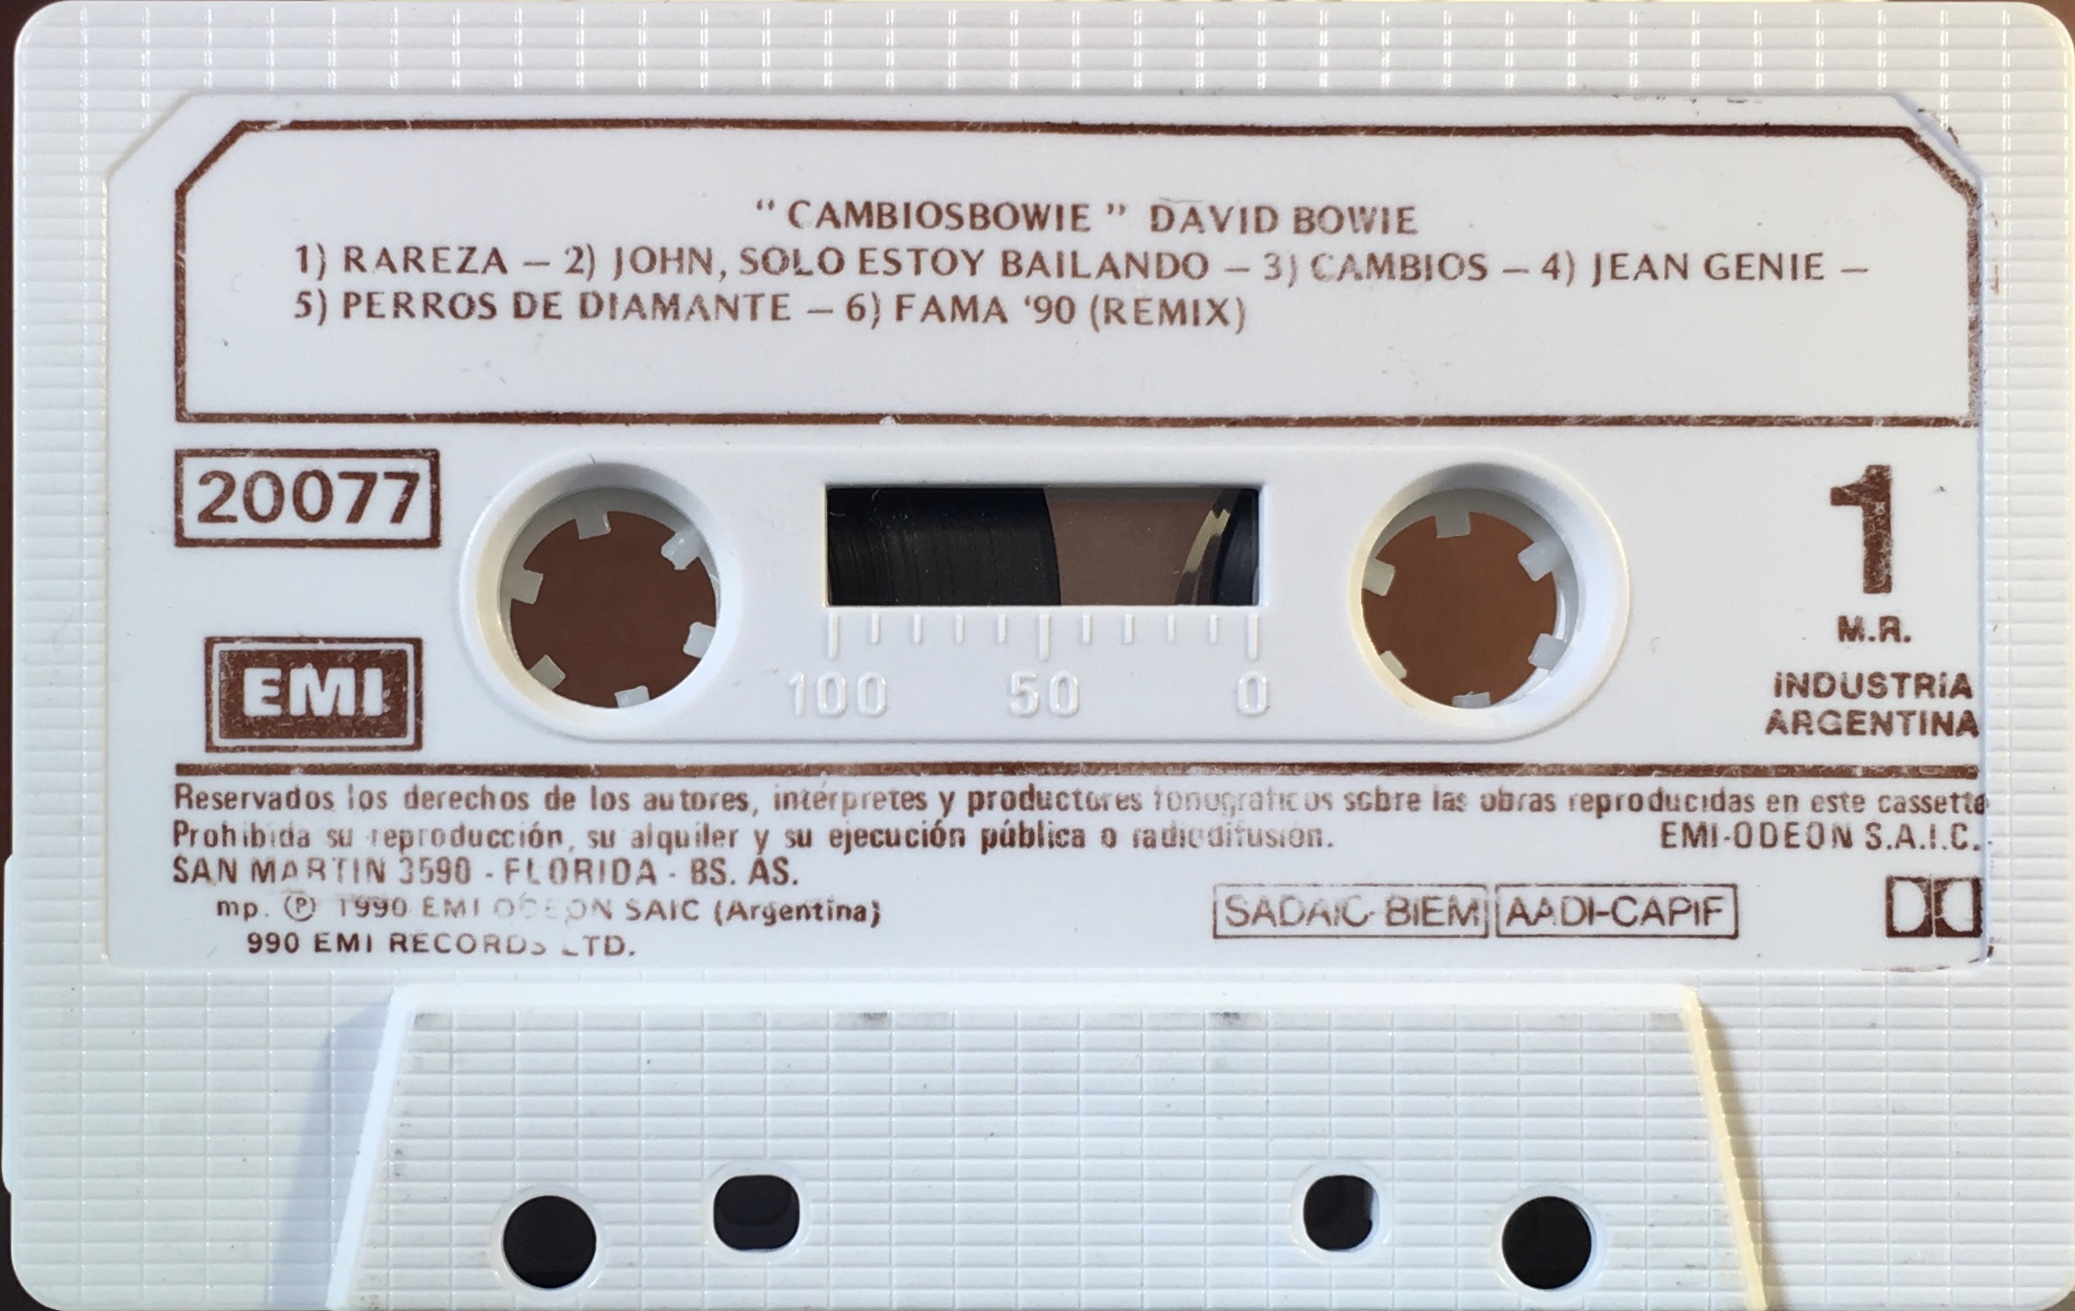 “ CAMBIOSBOWIE ” DAVID BOWIE
1) RAREZA – 2) JOHN, SOLO ESTOY BAILANDO – 3) CAMBIOS – 4) JEAN GENIE –
5) PERROS DE DIAMANTE – 6) FAMA '90 (REMIX)
20077
1
M.R.
EMI
100 50 0
INDUSTRIA
ARGENTINA
Reservados los derechos de los autores, intérpretes y productores fonográficos sobre las obras reproducidas en este cassette
Prohibida su reproducción, su alquiler y su ejecución pública o radiodifusión. EMI-ODEON S.A.I.C.
SAN MARTIN 3590 - FLORIDA - BS. AS.
mp. Ⓟ 1990 EMI ODEON SAIC (Argentina)
990 EMI RECORDS LTD.
SADAIC-BIEM AADI-CAPIF